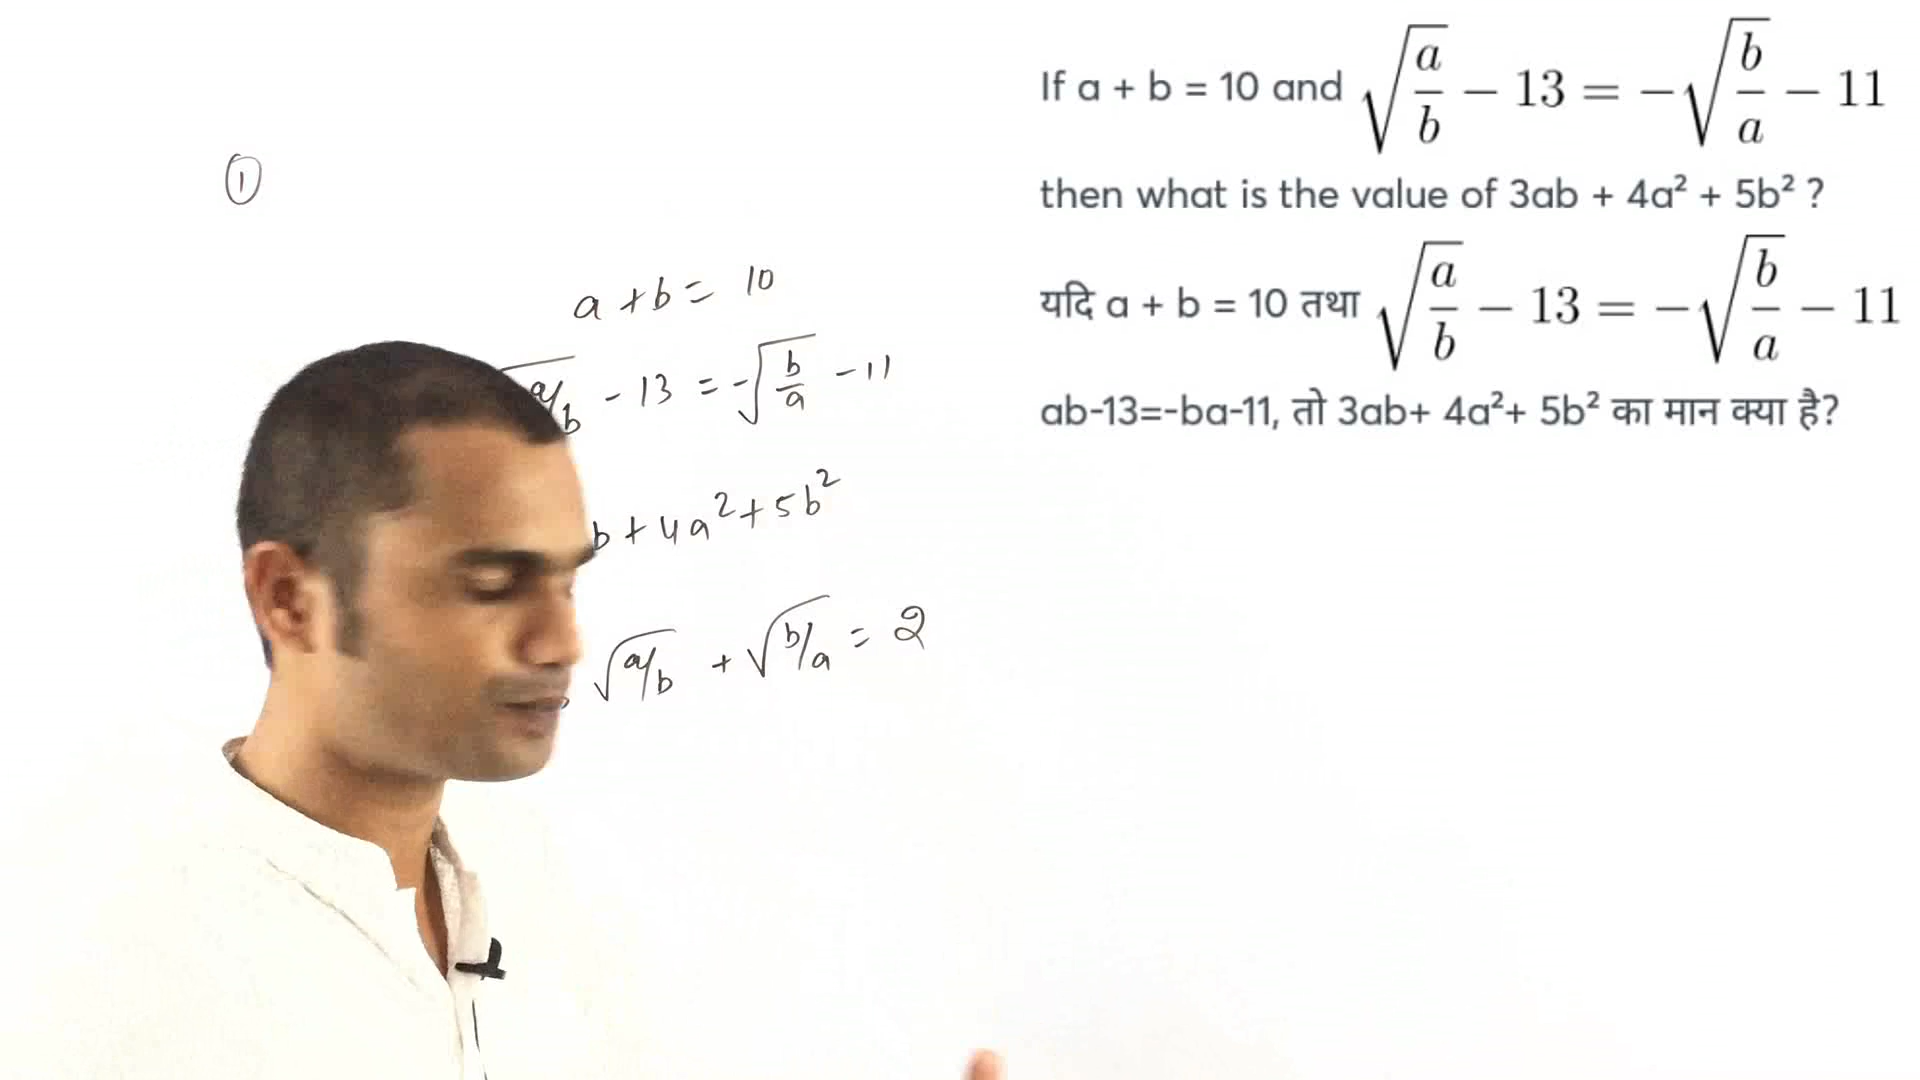 If a + b = 10 and √(a/b) − 13 = −√(b/a) − 11
then what is the value of 3ab + 4a² + 5b² ?
यदि a + b = 10 तथा √(a/b) − 13 = −√(b/a) − 11
ab-13=-ba-11, तो 3ab+ 4a²+ 5b² का मान क्या है?
①
a + b = 10
√(a/b) - 13 = -√(b/a) - 11
b + 4a² + 5b²
√(a/b) + √(b/a) = 2